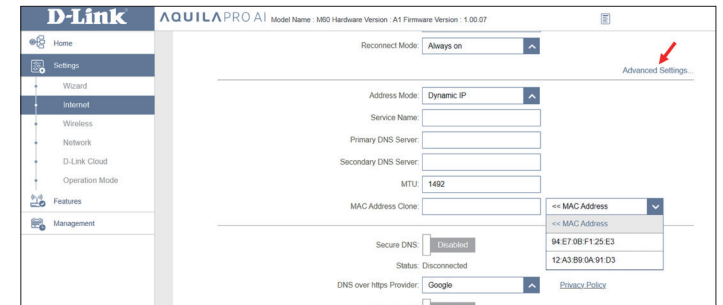 D-Link
AQUILA PRO AI Model Name : M60 Hardware Version : A1 Firmware Version : 1.00.07
Home
Settings
Wizard
Internet
Wireless
Network
D-Link Cloud
Operation Mode
Features
Management
Reconnect Mode: Always on
Advanced Settings...
Address Mode: Dynamic IP
Service Name:
Primary DNS Server:
Secondary DNS Server:
MTU: 1492
MAC Address Clone: << MAC Address
<< MAC Address
94:E7:0B:F1:25:E3
12:A3:B9:0A:91:D3
Secure DNS: Disabled
Status: Disconnected
DNS over https Provider: Google Privacy Policy